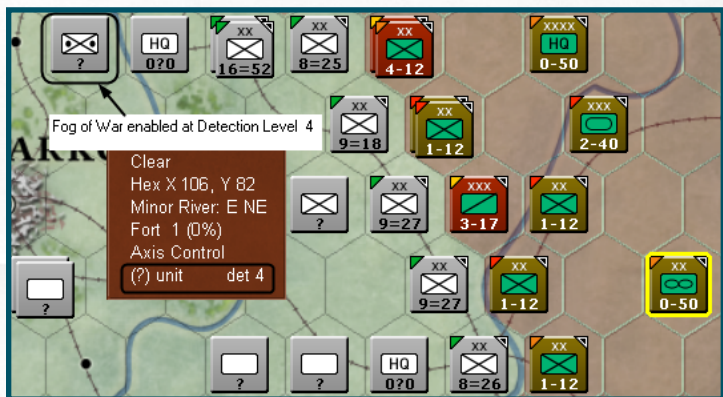 XX XX XX XXXX
HQ HQ
? 0?0 16=52 8=25 4-12 0-50
Fog of War enabled at Detection Level 4
XX XX XXX
9=18 1-12 2-40
Clear
Hex X 106, Y 82
Minor River: E NE
Fort 1 (0%)
Axis Control
(?) unit det 4
XX XXX XX
? 9=27 3-17 1-12
XX XX XX
? 9=27 1-12 0-50
XX XX
HQ
? ? 0?0 8=26 1-12